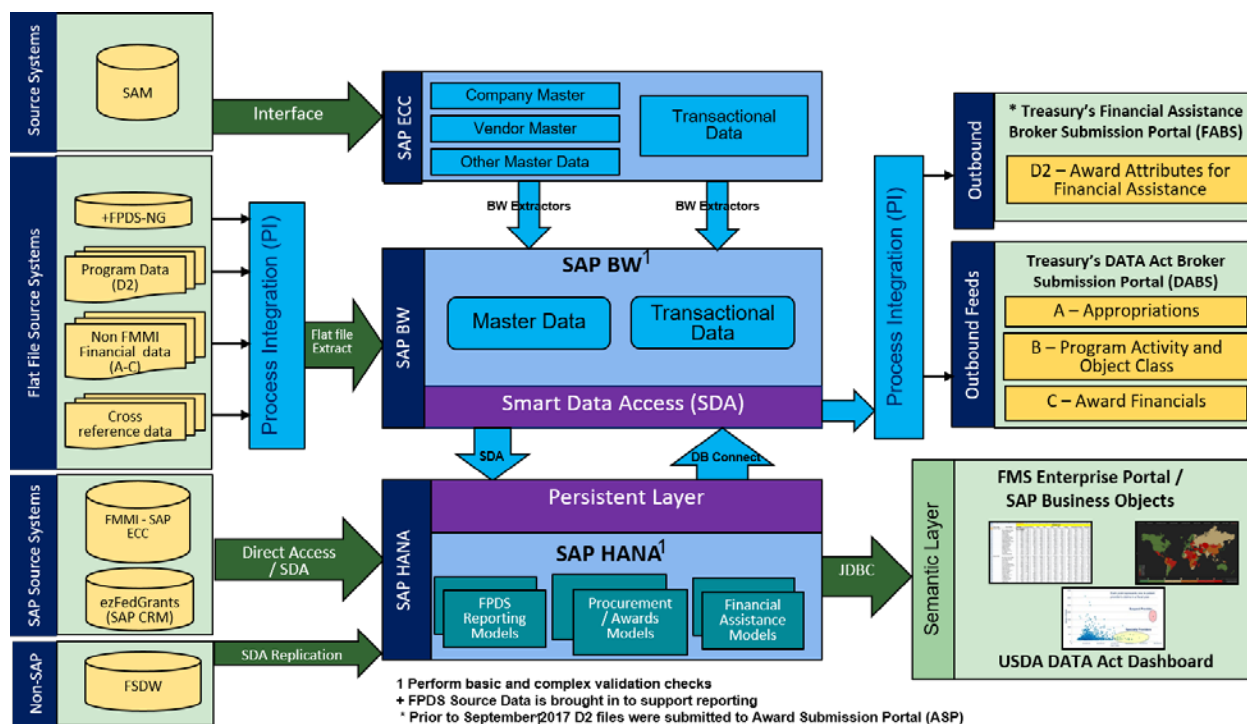 Source Systems
SAM
Interface
SAP ECC
Company Master
Vendor Master
Other Master Data
Transactional
Data
BW Extractors
BW Extractors
Flat File Source Systems
+FPDS-NG
Program Data
(D2)
Non FMMI
Financial data
(A-C)
Cross
reference data
Process Integration (PI)
Flat file
Extract
SAP BW
SAP BW1
Master Data
Transactional
Data
Smart Data Access (SDA)
SDA
DB Connect
Process Integration (PI)
Outbound
* Treasury's Financial Assistance
Broker Submission Portal (FABS)
D2 – Award Attributes for
Financial Assistance
Outbound Feeds
Treasury's DATA Act Broker
Submission Portal (DABS)
A – Appropriations
B – Program Activity and
Object Class
C – Award Financials
SAP Source Systems
FMMI - SAP
ECC
ezFedGrants
(SAP CRM)
Direct Access
/ SDA
Non-SAP
FSDW
SDA Replication
SAP HANA
Persistent Layer
SAP HANA1
FPDS
Reporting
Models
Procurement
/ Awards
Models
Financial
Assistance
Models
JDBC
Semantic Layer
FMS Enterprise Portal /
SAP Business Objects
USDA DATA Act Dashboard
1 Perform basic and complex validation checks
+ FPDS Source Data is brought in to support reporting
* Prior to September 2017 D2 files were submitted to Award Submission Portal (ASP)